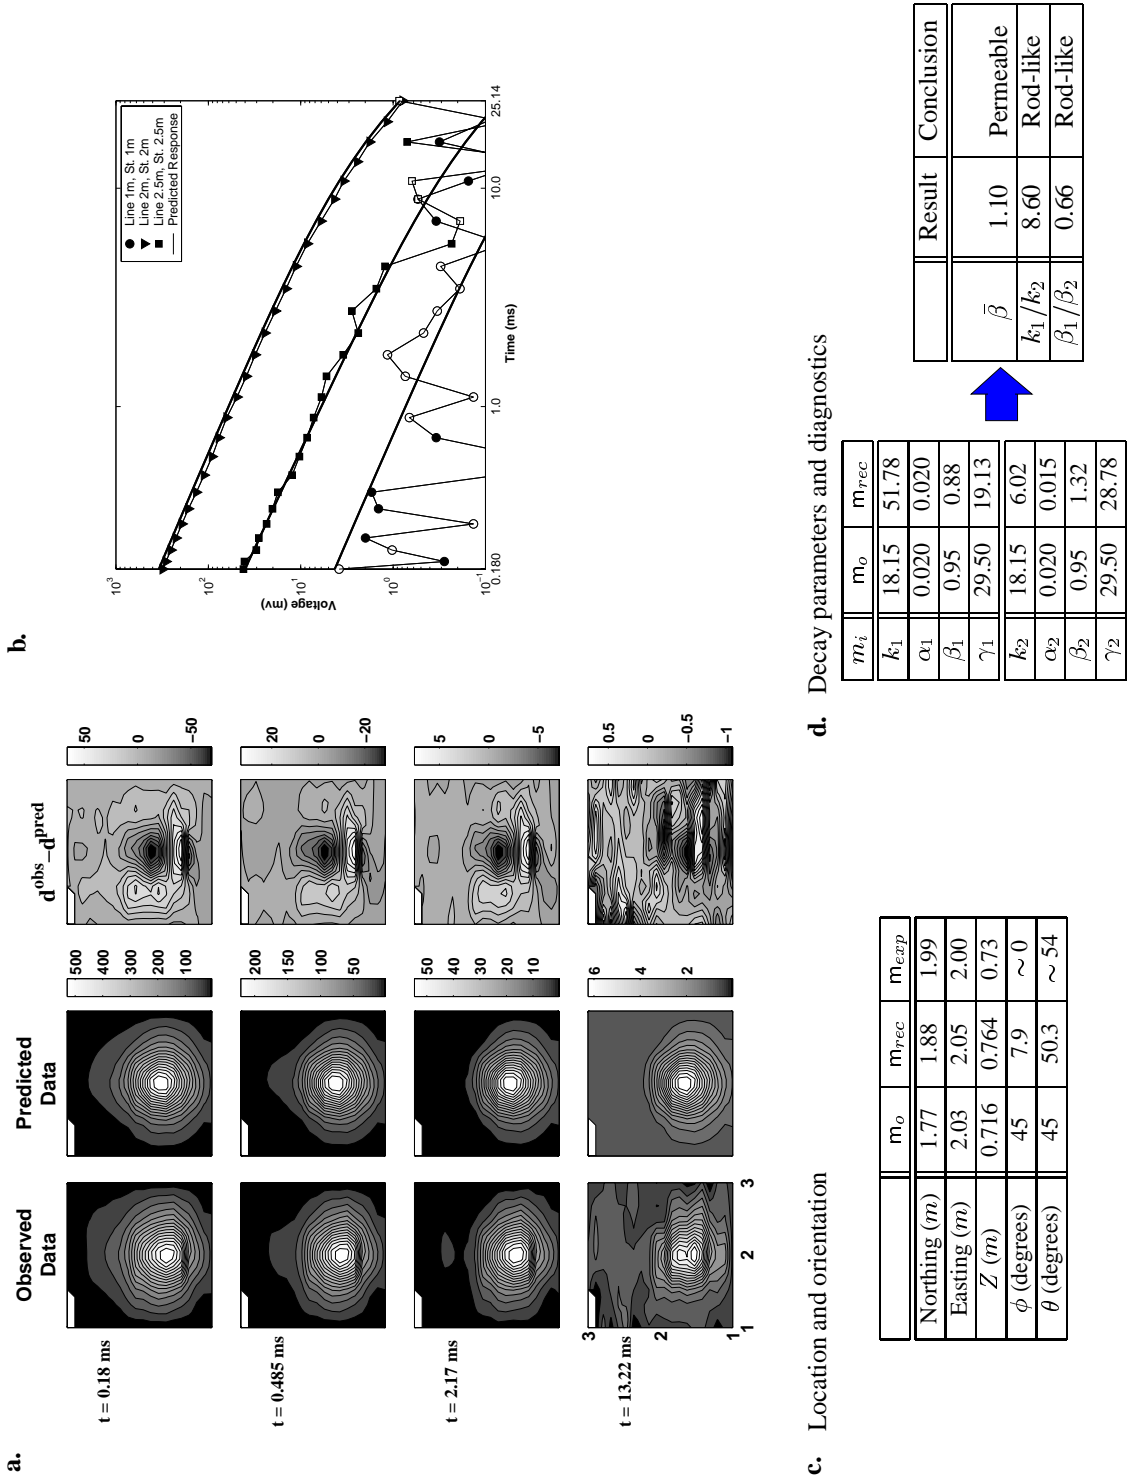 a.
Observed
Data
Predicted
Data
d^obs–d^pred
t = 0.18 ms
500
400
300
200
100
50
0
−50
t = 0.485 ms
200
150
100
50
20
0
−20
t = 2.17 ms
50
40
30
20
10
5
0
−5
t = 13.22 ms
3
2
1
1
2
3
6
4
2
0.5
0
−0.5
−1
b.
Voltage (mv)
10^3
10^2
10^1
10^0
10^-1
0.180
1.0
10.0
25.14
Time (ms)
Line 1m, St. 1m
Line 2m, St. 2m
Line 2.5m, St. 2.5m
Predicted Response
c. Location and orientation
m_o m_rec m_exp
Northing (m) 1.77 1.88 1.99
Easting (m) 2.03 2.05 2.00
Z (m) 0.716 0.764 0.73
ϕ (degrees) 45 7.9 ∼0
θ (degrees) 45 50.3 ∼54
d. Decay parameters and diagnostics
m_i m_o m_rec
k_1 18.15 51.78
α_1 0.020 0.020
β_1 0.95 0.88
γ_1 29.50 19.13
k_2 18.15 6.02
α_2 0.020 0.015
β_2 0.95 1.32
γ_2 29.50 28.78
Result Conclusion
β̄ 1.10 Permeable
k_1/k_2 8.60 Rod-like
β_1/β_2 0.66 Rod-like